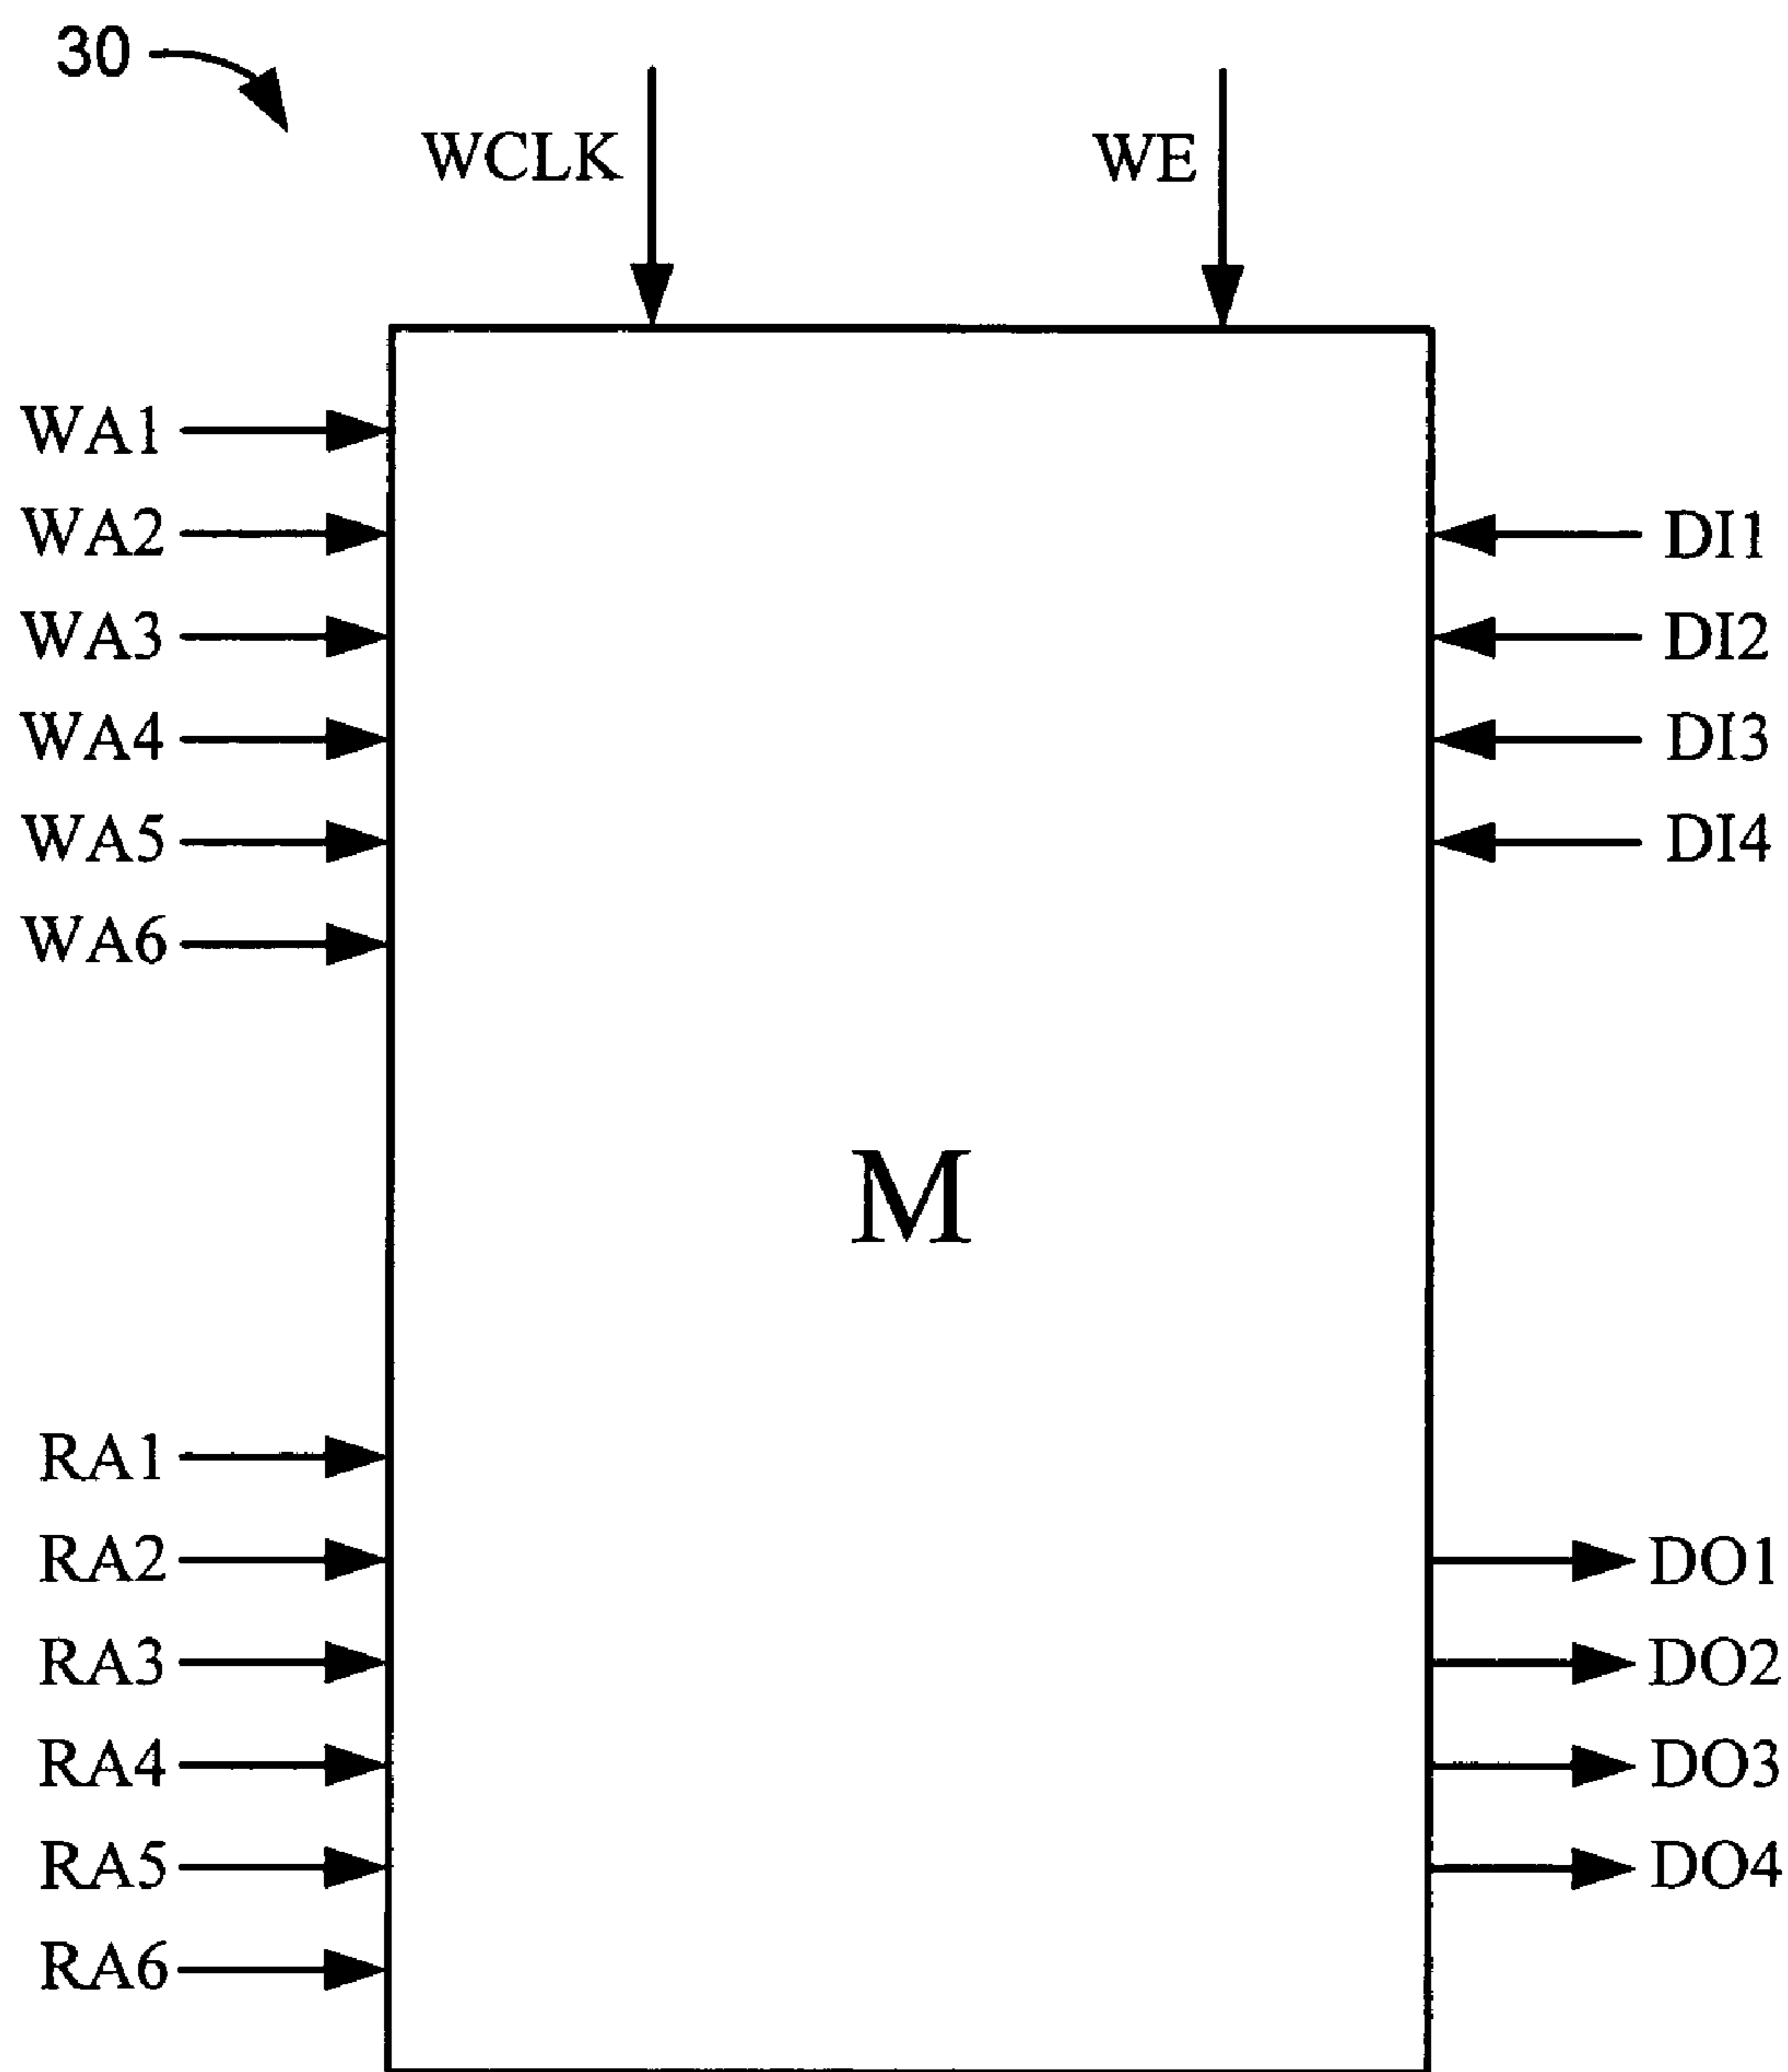 30
WCLK
WE
WA1
WA2
WA3
WA4
WA5
WA6
DI1
DI2
DI3
DI4
M
RA1
RA2
RA3
RA4
RA5
RA6
DO1
DO2
DO3
DO4